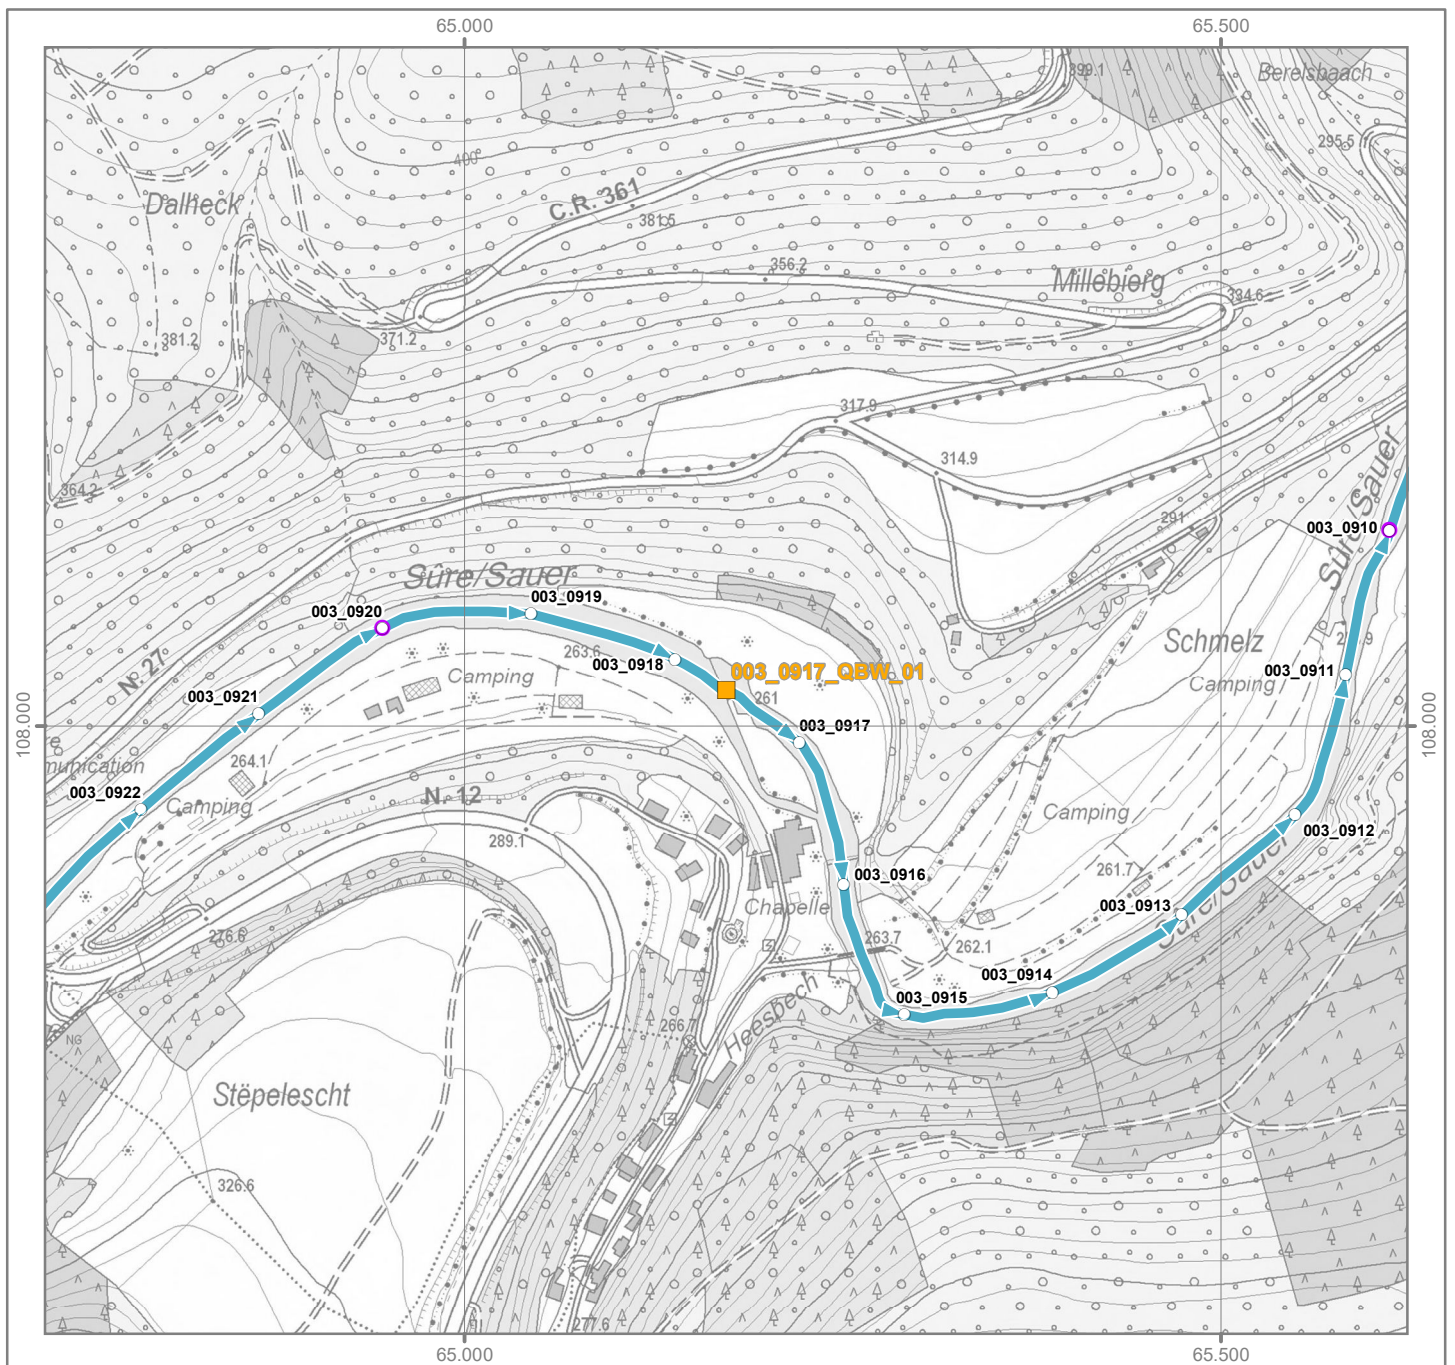 65.000
65.500
399.1
Berelsbaach
295.5
400
Dalheck
C.R. 361
381.5
356.2
Millebierg
334.6
381.2
371.2
317.9
314.9
364.2
291
Sûre/Sauer
003_0910
Sûre/Sauer
003_0920
003_0919
263.6
003_0918
Schmelz
N. 27
Camping
003_0917_QBW_01
003_0911
Camping
003_0921
261
003_0917
108.000
108.000
munication
264.1
003_0922
Camping
N. 12
Camping
003_0912
289.1
261.7
003_0916
Chapelle
003_0913
Sûre/Sauer
276.6
263.7
262.1
003_0914
003_0915
Heesbech
266.7
NG
Stëpelescht
326.6
277.6
65.000
65.500